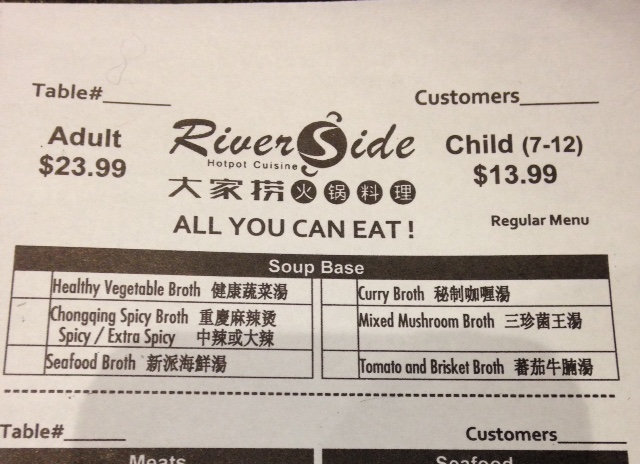 Table#______ Customers______
Adult
$23.99
RiverSide
Hotpot Cuisine
大家捞火锅料理
ALL YOU CAN EAT!
Child (7-12)
$13.99
Regular Menu
Soup Base
Healthy Vegetable Broth 健康蔬菜湯
Curry Broth 秘制咖喱湯
Chongqing Spicy Broth 重慶麻辣烫
Spicy / Extra Spicy 中辣或大辣
Mixed Mushroom Broth 三珍菌王湯
Seafood Broth 新派海鮮湯
Tomato and Brisket Broth 蕃茄牛腩湯
Table#______ Customers______
Meats Seafood